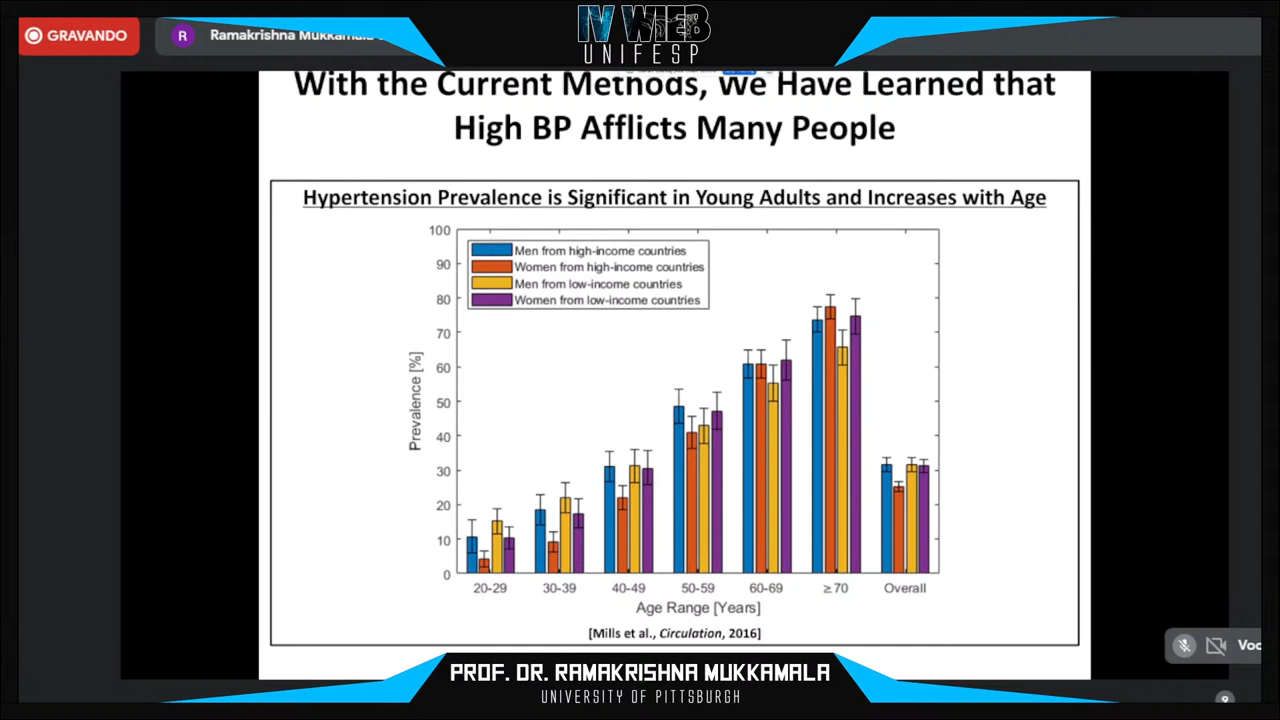 IV WEB
UNIFESP
GRAVANDO
R
Ramakrishna Mukkamala
With the Current Methods, We Have Learned that
High BP Afflicts Many People
Hypertension Prevalence is Significant in Young Adults and Increases with Age
Men from high-income countries
Women from high-income countries
Men from low-income countries
Women from low-income countries
Prevalence [%]
100
90
80
70
60
50
40
30
20
10
0
20-29 30-39 40-49 50-59 60-69 ≥ 70 Overall
Age Range [Years]
[Mills et al., Circulation, 2016]
Voc
PROF. DR. RAMAKRISHNA MUKKAMALA
UNIVERSITY OF PITTSBURGH